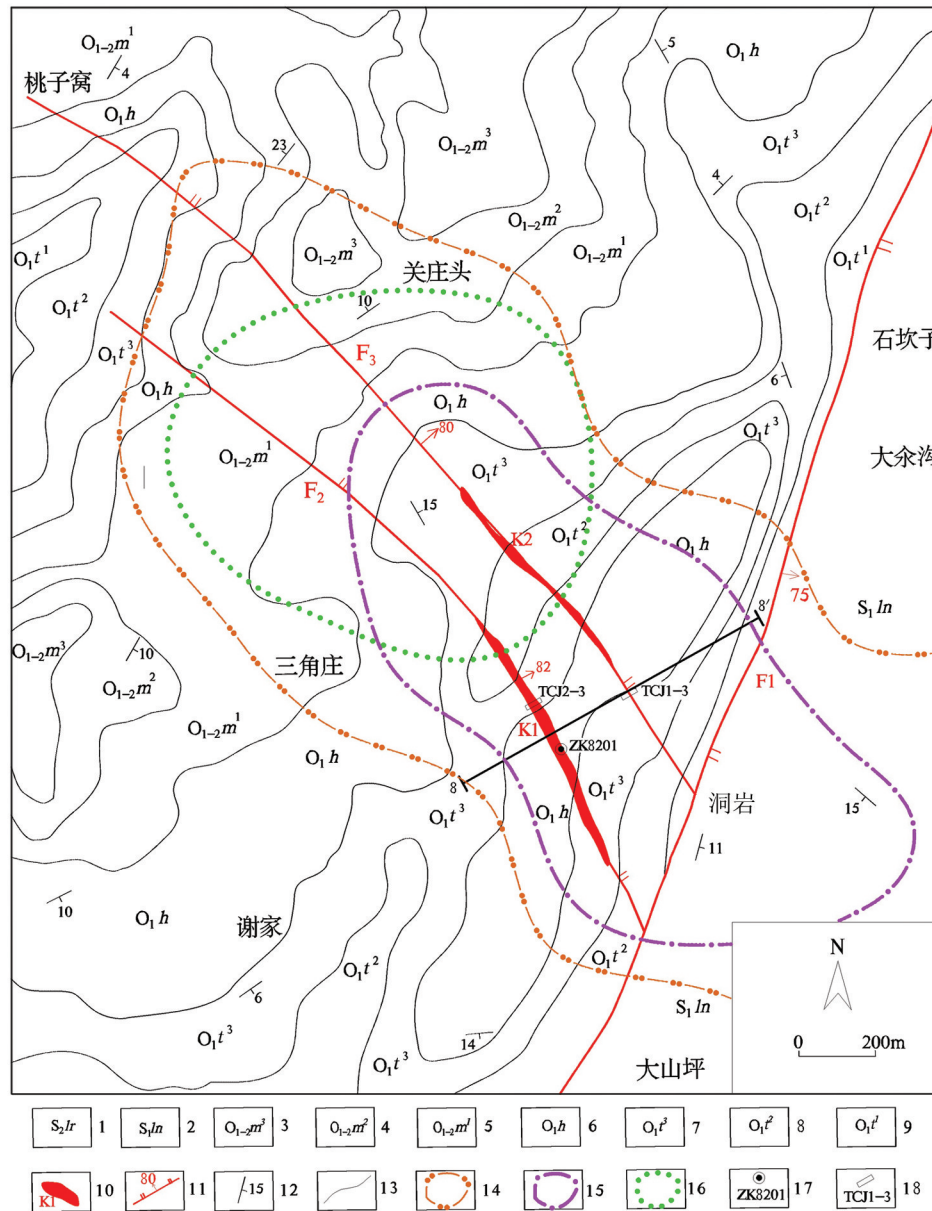 O₁₋₂m¹
4
桃子窝
O₁h
5
O₁h
23
O₁₋₂m³
O₁t³
4
O₁t²
O₁₋₂m²
O₁t¹
O₁₋₂m³
O₁₋₂m¹
关庄头
O₁t¹
10
O₁t²
石坎子
F₃
O₁t³
O₁h
6
O₁h
80
O₁t³
O₁₋₂m¹
O₁t³
F₂
15
K2
O₁t²
O₁h
75
S₁ln
8′
O₁₋₂m³
10
三角庄
82
TCJ2-3
TCJ1-3
F1
O₁₋₂m²
K1
ZK8201
O₁₋₂m¹
O₁h
8
O₁t³
O₁h
O₁t³
洞岩
15
11
10
O₁h
谢家
O₁t²
O₁t²
N
6
S₁ln
O₁t³
14
O₁t³
0 200m
大山坪
S₂lr 1 S₁ln 2 O₁₋₂m³ 3 O₁₋₂m² 4 O₁₋₂m¹ 5 O₁h 6 O₁t³ 7 O₁t² 8 O₁t¹ 9
K1 10 80 11 15 12 13 14 15 16 ZK8201 17 TCJ1-3 18